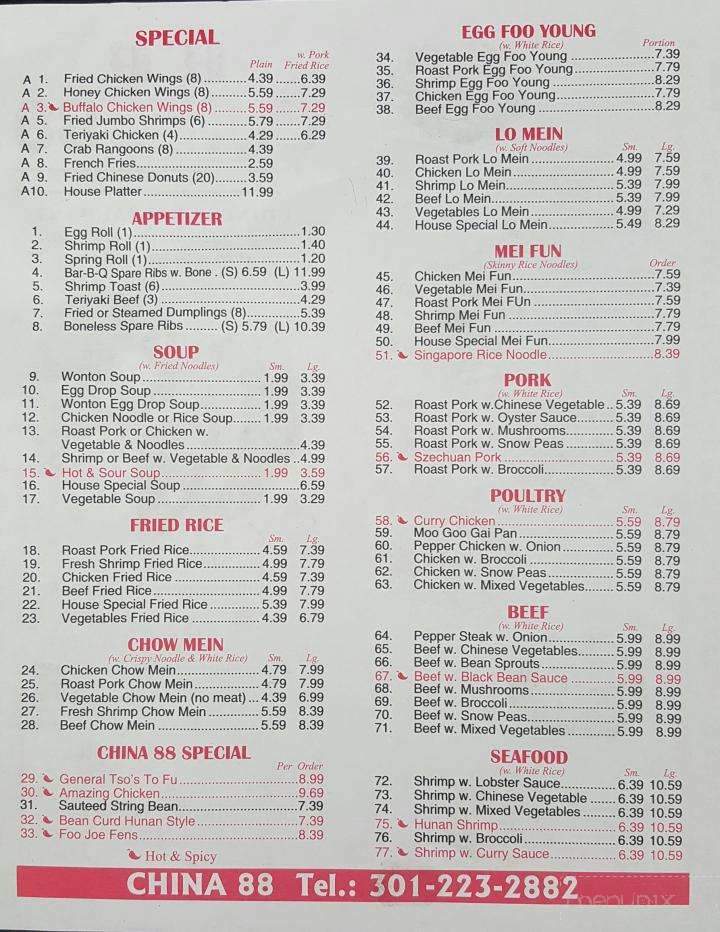 SPECIAL
Plain w. Pork Fried Rice
A 1. Fried Chicken Wings (8) 4.39 6.39
A 2. Honey Chicken Wings (8) 5.59 7.29
A 3. Buffalo Chicken Wings (8) 5.59 7.29
A 5. Fried Jumbo Shrimps (6) 5.79 7.29
A 6. Teriyaki Chicken (4) 4.29 6.29
A 7. Crab Rangoons (8) 4.39
A 8. French Fries 2.59
A 9. Fried Chinese Donuts (20) 3.59
A10. House Platter 11.99
APPETIZER
1. Egg Roll (1) 1.30
2. Shrimp Roll (1) 1.40
3. Spring Roll (1) 1.20
4. Bar-B-Q Spare Ribs w. Bone . (S) 6.59 (L) 11.99
5. Shrimp Toast (6) 3.99
6. Teriyaki Beef (3) 4.29
7. Fried or Steamed Dumplings (8) 5.39
8. Boneless Spare Ribs (S) 5.79 (L) 10.39
SOUP
(w. Fried Noodles) Sm. Lg.
9. Wonton Soup 1.99 3.39
10. Egg Drop Soup 1.99 3.39
11. Wonton Egg Drop Soup 1.99 3.39
12. Chicken Noodle or Rice Soup 1.99 3.39
13. Roast Pork or Chicken w.
Vegetable & Noodles 4.39
14. Shrimp or Beef w. Vegetable & Noodles 4.99
15. Hot & Sour Soup 1.99 3.59
16. House Special Soup 6.59
17. Vegetable Soup 1.99 3.29
FRIED RICE
Sm. Lg.
18. Roast Pork Fried Rice 4.59 7.39
19. Fresh Shrimp Fried Rice 4.99 7.79
20. Chicken Fried Rice 4.59 7.39
21. Beef Fried Rice 4.99 7.79
22. House Special Fried Rice 5.39 7.99
23. Vegetables Fried Rice 4.39 6.79
CHOW MEIN
(w. Crispy Noodle & White Rice) Sm. Lg.
24. Chicken Chow Mein 4.79 7.99
25. Roast Pork Chow Mein 4.79 7.99
26. Vegetable Chow Mein (no meat) 4.39 6.99
27. Fresh Shrimp Chow Mein 5.59 8.39
28. Beef Chow Mein 5.59 8.39
CHINA 88 SPECIAL
Per Order
29. General Tso's To Fu 8.99
30. Amazing Chicken 9.69
31. Sauteed String Bean 7.39
32. Bean Curd Hunan Style 7.39
33. Foo Joe Fens 8.39
Hot & Spicy
EGG FOO YOUNG
(w. White Rice) Portion
34. Vegetable Egg Foo Young 7.39
35. Roast Pork Egg Foo Young 7.79
36. Shrimp Egg Foo Young 8.29
37. Chicken Egg Foo Young 7.79
38. Beef Egg Foo Young 8.29
LO MEIN
(w. Soft Noodles) Sm. Lg.
39. Roast Pork Lo Mein 4.99 7.59
40. Chicken Lo Mein 4.99 7.59
41. Shrimp Lo Mein 5.39 7.99
42. Beef Lo Mein 5.39 7.99
43. Vegetables Lo Mein 4.99 7.29
44. House Special Lo Mein 5.49 8.29
MEI FUN
(Skinny Rice Noodles) Order
45. Chicken Mei Fun 7.59
46. Vegetable Mei Fun 7.39
47. Roast Pork Mei FUn 7.59
48. Shrimp Mei Fun 7.79
49. Beef Mei Fun 7.79
50. House Special Mei Fun 7.99
51. Singapore Rice Noodle 8.39
PORK
(w. White Rice) Sm. Lg.
52. Roast Pork w.Chinese Vegetable 5.39 8.69
53. Roast Pork w. Oyster Sauce 5.39 8.69
54. Roast Pork w. Mushrooms 5.39 8.69
55. Roast Pork w. Snow Peas 5.39 8.69
56. Szechuan Pork 5.39 8.69
57. Roast Pork w. Broccoli 5.39 8.69
POULTRY
(w. White Rice) Sm. Lg.
58. Curry Chicken 5.59 8.79
59. Moo Goo Gai Pan 5.59 8.79
60. Pepper Chicken w. Onion 5.59 8.79
61. Chicken w. Broccoli 5.59 8.79
62. Chicken w. Snow Peas 5.59 8.79
63. Chicken w. Mixed Vegetables 5.59 8.79
BEEF
(w. White Rice) Sm. Lg.
64. Pepper Steak w. Onion 5.99 8.99
65. Beef w. Chinese Vegetables 5.99 8.99
66. Beef w. Bean Sprouts 5.99 8.99
67. Beef w. Black Bean Sauce 5.99 8.99
68. Beef w. Mushrooms 5.99 8.99
69. Beef w. Broccoli 5.99 8.99
70. Beef w. Snow Peas 5.99 8.99
71. Beef w. Mixed Vegetables 5.99 8.99
SEAFOOD
(w. White Rice) Sm. Lg.
72. Shrimp w. Lobster Sauce 6.39 10.59
73. Shrimp w. Chinese Vegetable 6.39 10.59
74. Shrimp w. Mixed Vegetables 6.39 10.59
75. Hunan Shrimp 6.39 10.59
76. Shrimp w. Broccoli 6.39 10.59
77. Shrimp w. Curry Sauce 6.39 10.59
CHINA 88 Tel.: 301-223-2882
menupix